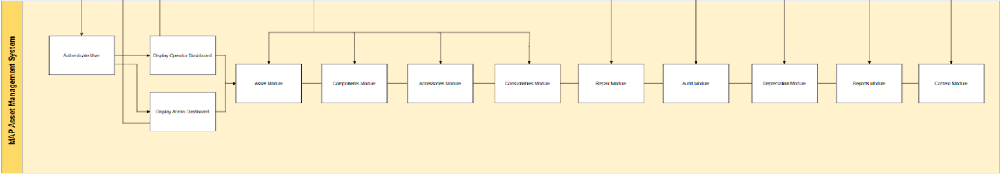 MAP Asset Management System
Authenticate User
Display Operator Dashboard
Display Admin Dashboard
Asset Module
Components Module
Accessories Module
Consumables Module
Repair Module
Audit Module
Depreciation Module
Reports Module
Context Module